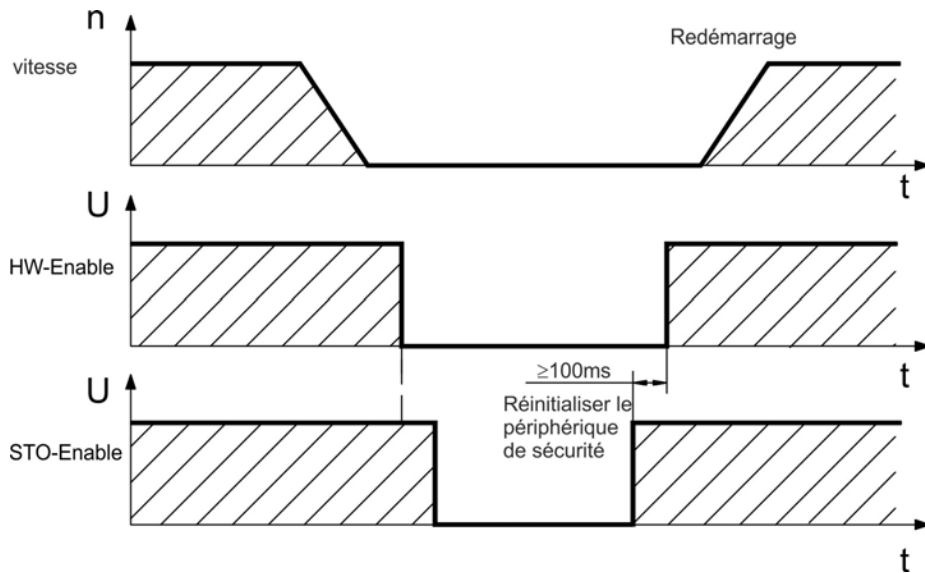 n
Redémarrage
vitesse
t
U
HW-Enable
≥100ms
t
U
Réinitialiser le
périphérique
de sécurité
STO-Enable
t